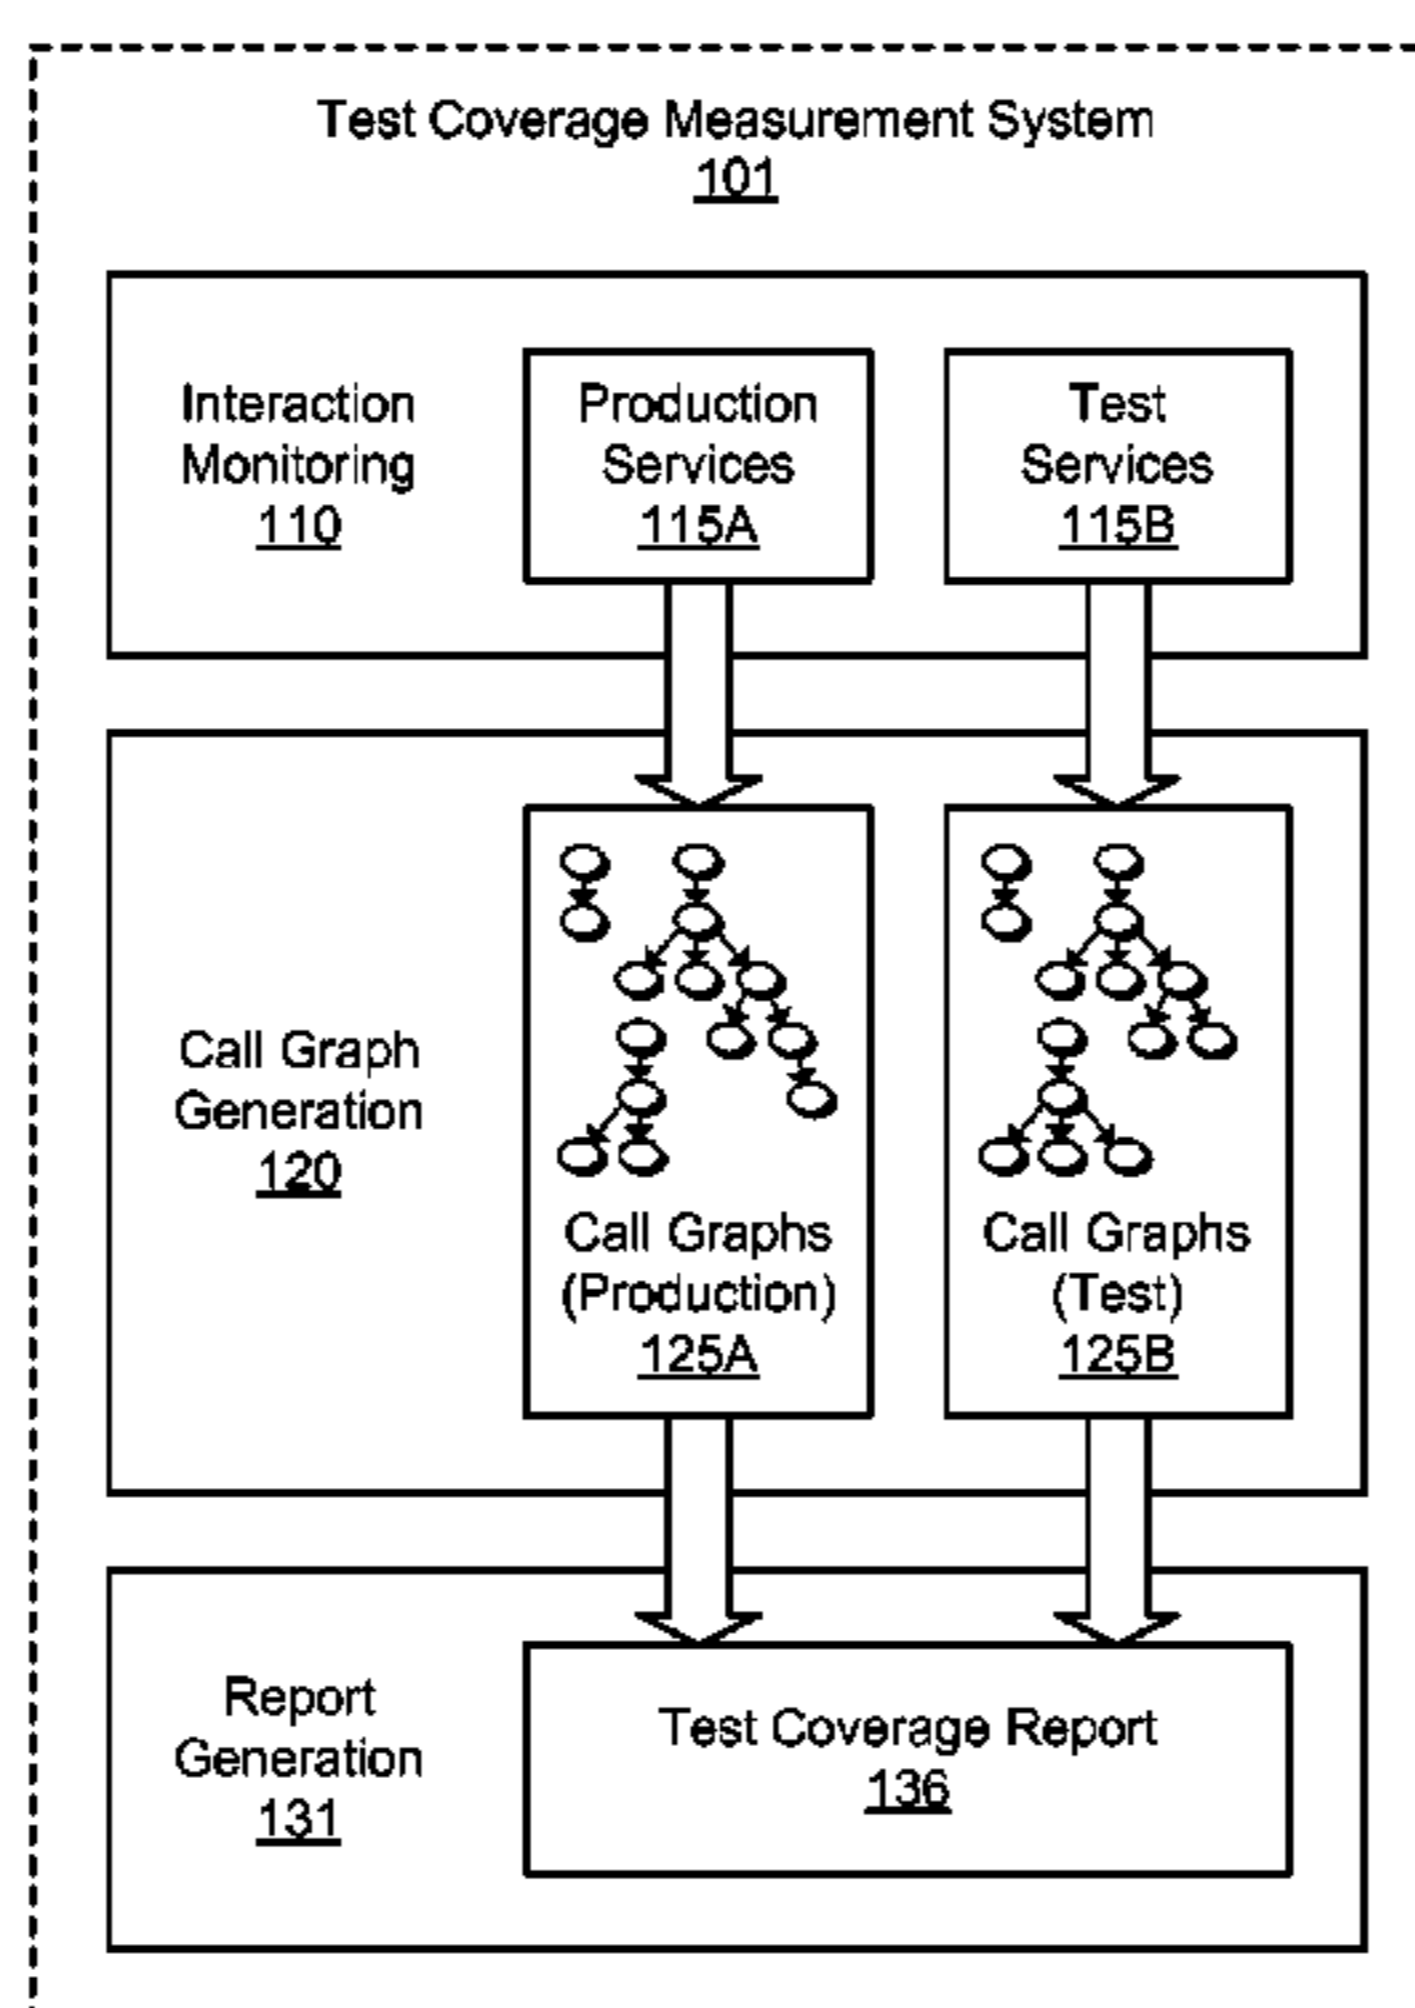 Test Coverage Measurement System
101
Interaction
Monitoring
110
Production
Services
115A
Test
Services
115B
Call Graph
Generation
120
Call Graphs
(Production)
125A
Call Graphs
(Test)
125B
Report
Generation
131
Test Coverage Report
136